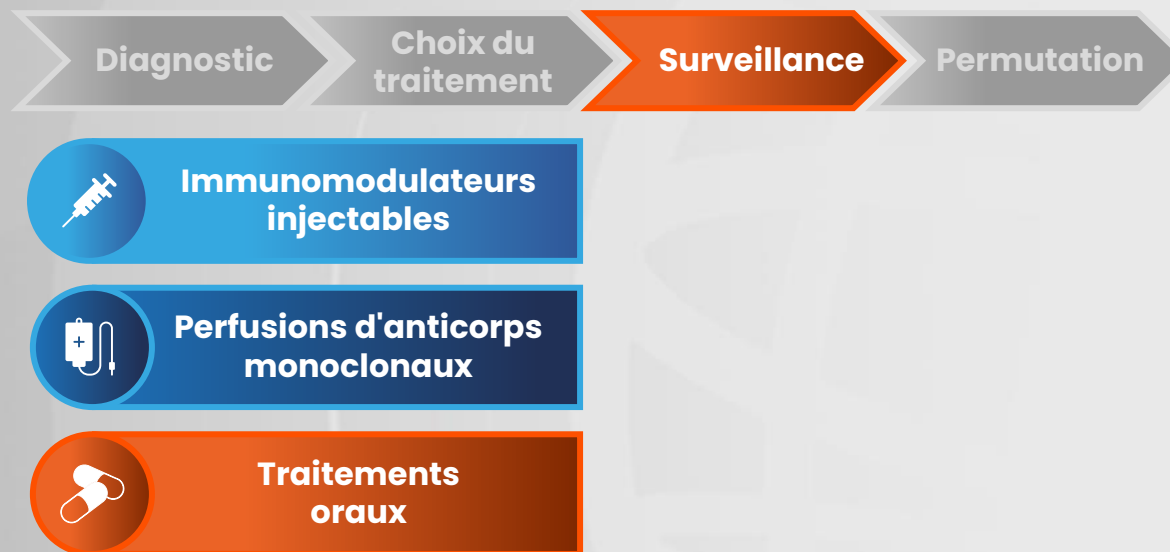 Diagnostic
Choix du
traitement
Surveillance
Permutation
Immunomodulateurs
injectables
Perfusions d'anticorps
monoclonaux
Traitements
oraux